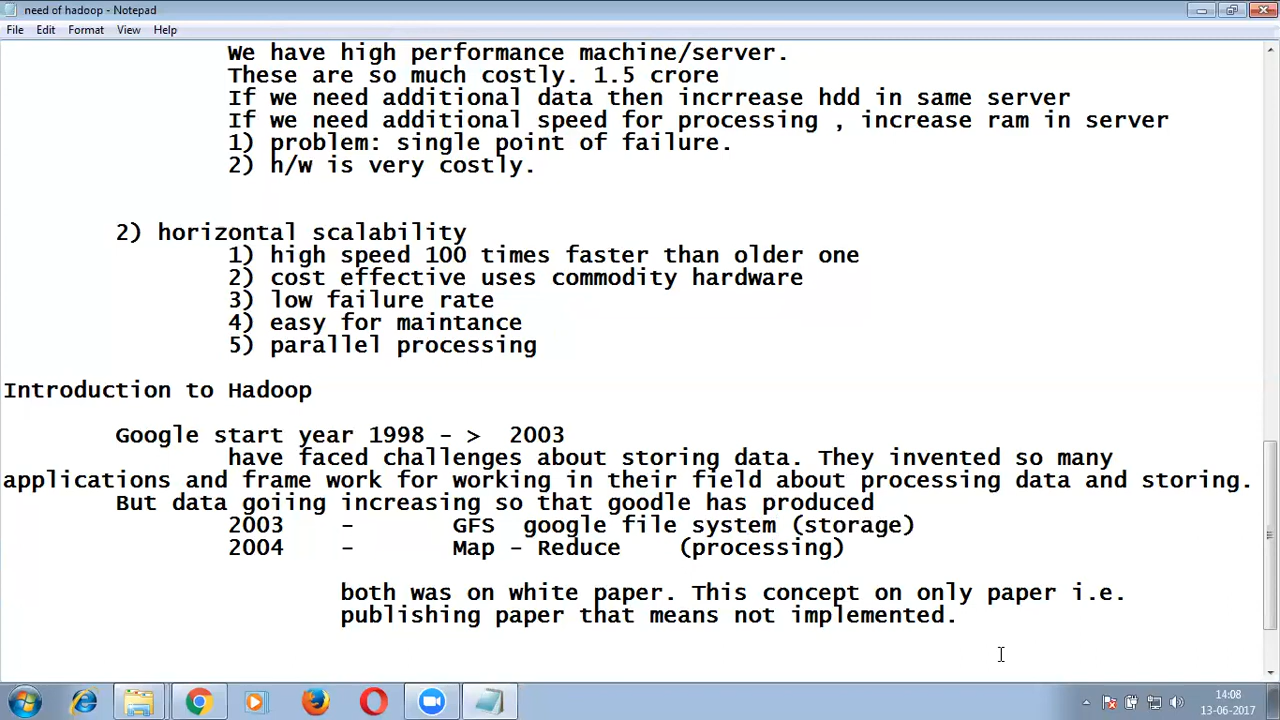 need of hadoop - Notepad
File Edit Format View Help
We have high performance machine/server.
These are so much costly. 1.5 crore
If we need additional data then incrrease hdd in same server
If we need additional speed for processing , increase ram in server
1) problem: single point of failure.
2) h/w is very costly.
2) horizontal scalability
1) high speed 100 times faster than older one
2) cost effective uses commodity hardware
3) low failure rate
4) easy for maintance
5) parallel processing
Introduction to Hadoop
Google start year 1998 - > 2003
have faced challenges about storing data. They invented so many
applications and frame work for working in their field about processing data and storing.
But data goiing increasing so that goodle has produced
2003 - GFS google file system (storage)
2004 - Map - Reduce (processing)
both was on white paper. This concept on only paper i.e.
publishing paper that means not implemented.
14:08
13-06-2017